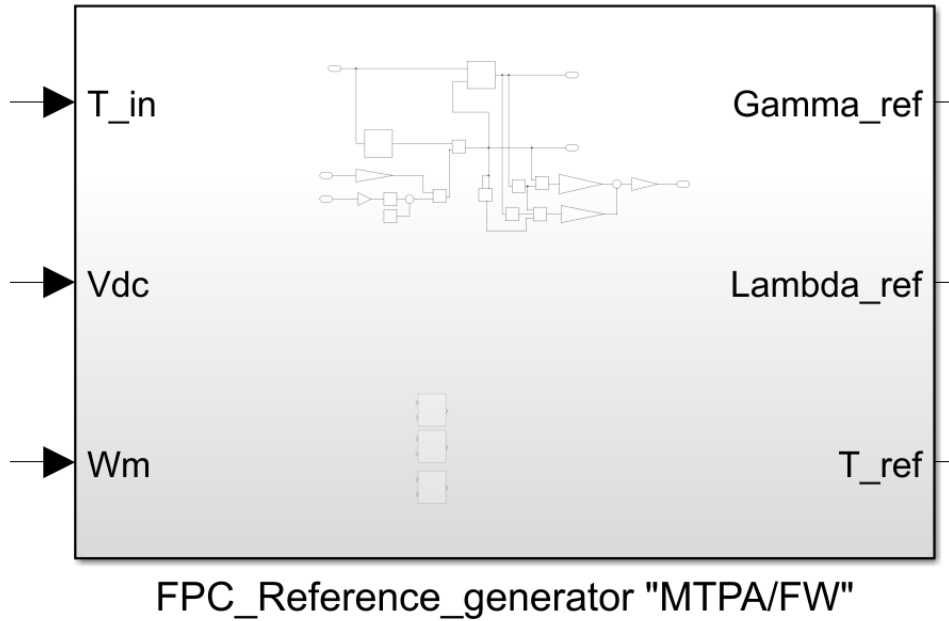 T_in
Gamma_ref
Vdc
Lambda_ref
Wm
T_ref
FPC_Reference_generator "MTPA/FW"